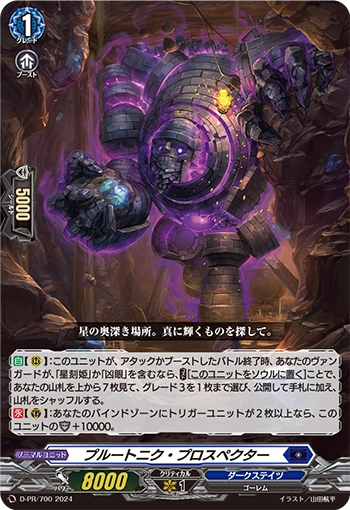 1
グレード
ブースト
5000
シールド
星の奥深き場所。真に輝くものを探して。
自【(R)】:このユニットが、アタックかブーストしたバトル終了時、あなたのヴァン
ガードが、「星刻姫」か「凶眼」を含むなら、【このユニットをソウルに置く】ことで、
あなたの山札を上から7枚見て、グレード3を1枚まで選び、公開して手札に加え、
山札をシャッフルする。
永【(R)】:あなたのバインドゾーンにトリガーユニットが2枚以上なら、この
ユニットの+10000。
ノーマルユニット
プルートニク・プロスペクター
パワー
8000
クリティカル
1
ダークステイツ
ゴーレム
D-PR/700 2024
イラスト/山田航平